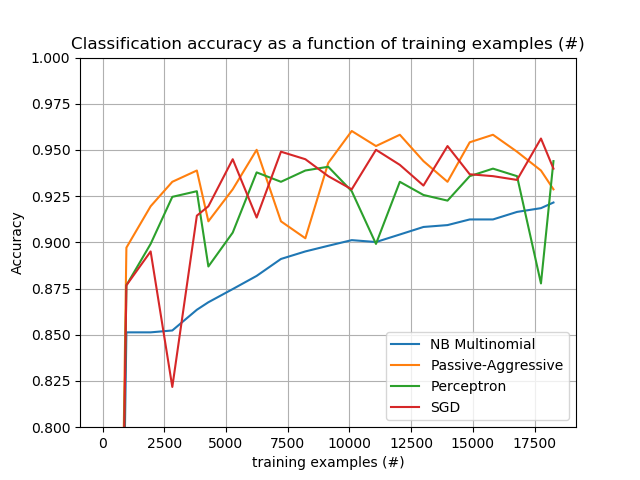 Classification accuracy as a function of training examples (#)
1.000
0.975
0.950
0.925
0.900
0.875
0.850
0.825
0.800
Accuracy
NB Multinomial
Passive-Aggressive
Perceptron
SGD
0 2500 5000 7500 10000 12500 15000 17500
training examples (#)